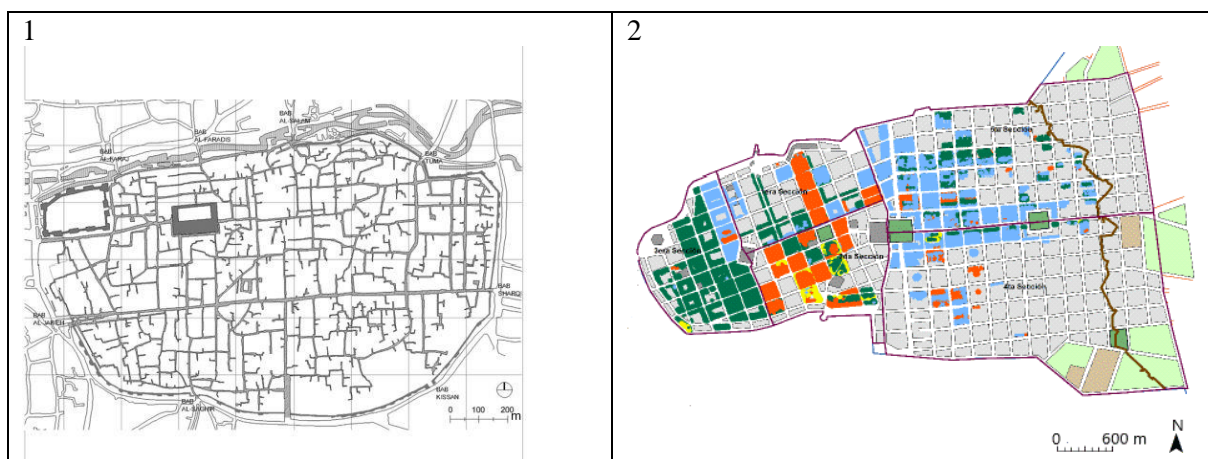 1
BAB
AL-SALAM
BAB
AL-FARADIS
BAB
AL-FARAJ
BAB
TUMA
BAB
SHARQI
BAB
AL-JABIEH
BAB
KISSAN
BAB
AL-SAGHIR
0 100 200 m
2
5ta Sección
1era Sección
3era Sección
2da Sección
4ta Sección
0 600 m
N